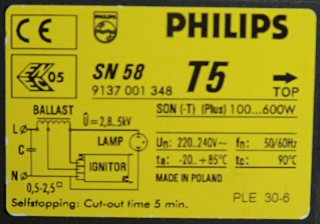 CE
PHILIPS
05
SN 58
T5
9137 001 348
TOP
SON (-T) (Plus) 100...600W
BALLAST
Û=2,8...5kV
L
LAMP
C
IGNITOR
N
0,5-2,5□
Un: 220...240V~
fn: 50/60Hz
ta: -20...+85°C
tc: 90°C
MADE IN POLAND
PLE 30-6
Selfstopping: Cut-out time 5 min.